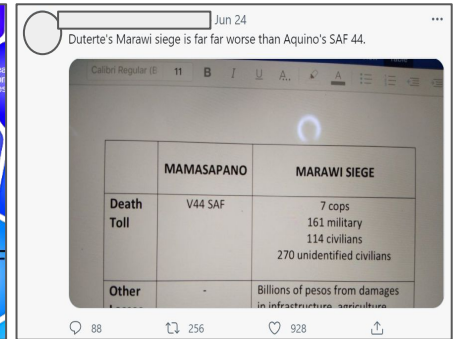 Jun 24
Duterte's Marawi siege is far far worse than Aquino's SAF 44.
Calibri Regular (E 11 B I U A..
A
MAMASAPANO MARAWI SIEGE
Death Toll
V44 SAF
7 cops
161 military
114 civilians
270 unidentified civilians
Other
-
Billions of pesos from damages
in infrastructure, agriculture
88 256 928